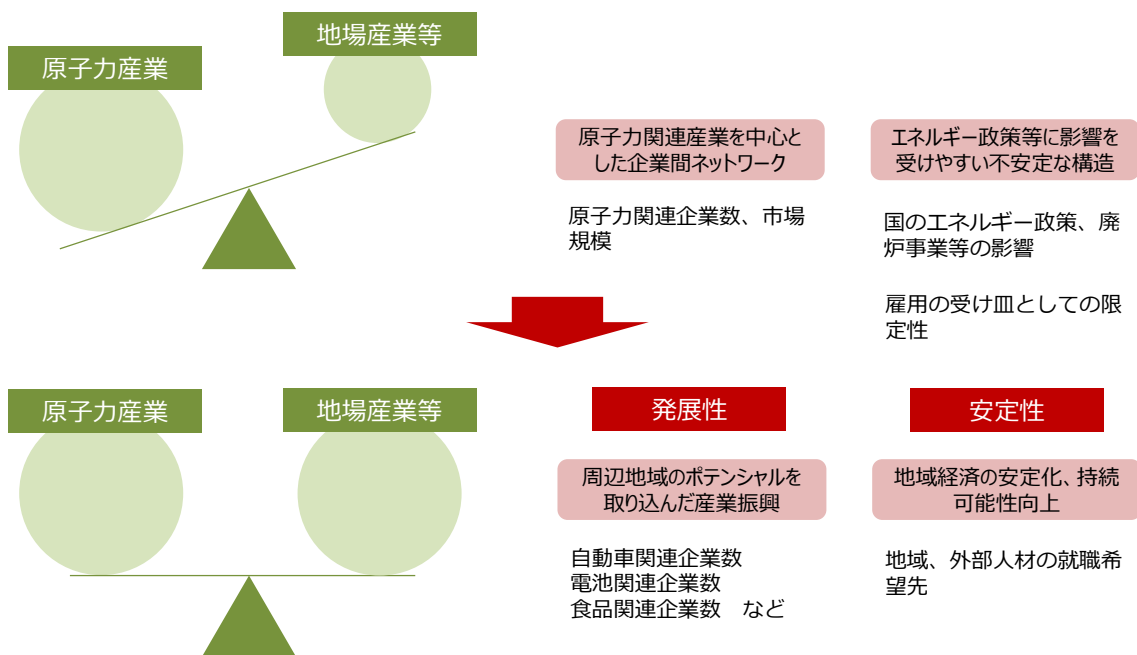 地場産業等
原子力産業
原子力関連産業を中心と
した企業間ネットワーク
エネルギー政策等に影響を
受けやすい不安定な構造
原子力関連企業数、市場
規模
国のエネルギー政策、廃
炉事業等の影響
雇用の受け皿としての限
定性
原子力産業
地場産業等
発展性
安定性
周辺地域のポテンシャルを
取り込んだ産業振興
地域経済の安定化、持続
可能性向上
自動車関連企業数
電池関連企業数
食品関連企業数　など
地域、外部人材の就職希
望先